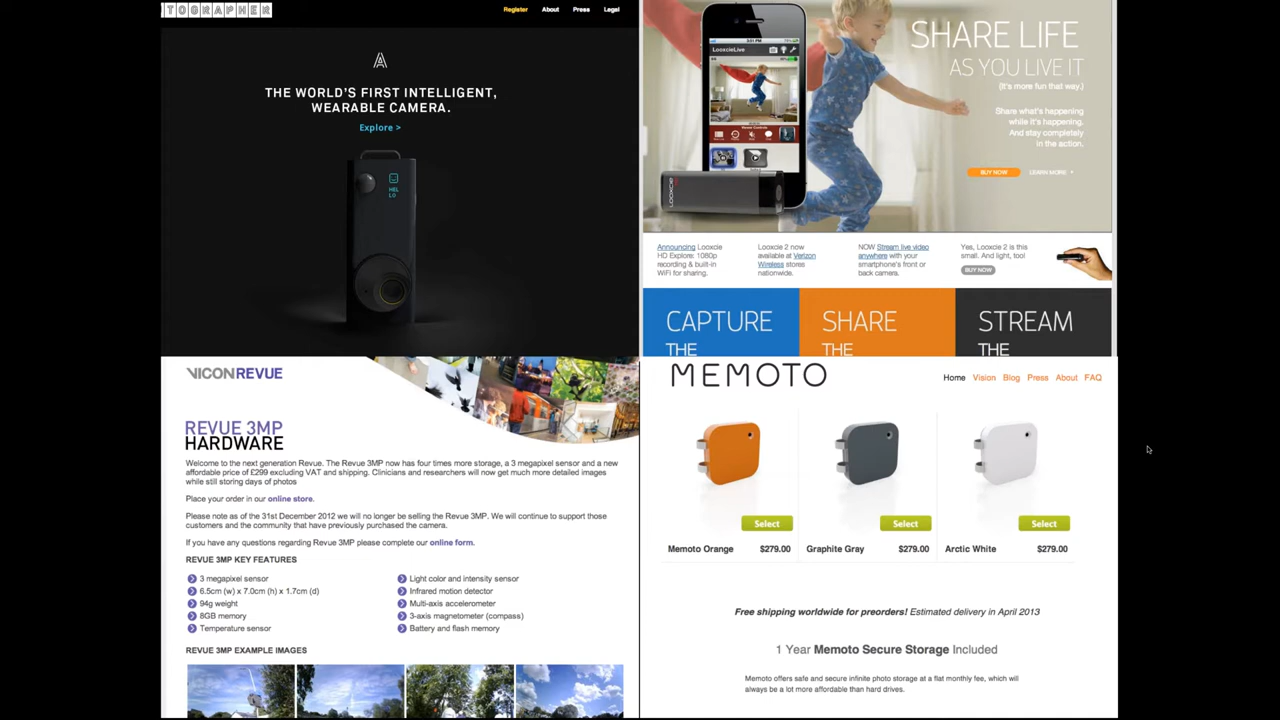 TOGRAPHER
Register About Press Legal
THE WORLD'S FIRST INTELLIGENT,
WEARABLE CAMERA.
Explore >
HEL
LO
3:01 PM
LooxcieLive
LOOXCIE
SHARE LIFE
AS YOU LIVE IT
(It's more fun that way.)
Share what's happening
while it's happening.
And stay completely
in the action.
BUY NOW LEARN MORE
Announcing Looxcie
HD Explore: 1080p
recording & built-in
WiFi for sharing.
Looxcie 2 now
available at Verizon
Wireless stores
nationwide.
NOW Stream live video
anywhere with your
smartphone's front or
back camera.
Yes, Looxcie 2 is this
small. And light, too!
BUY NOW
CAPTURE
THE
SHARE
THE
STREAM
THE
VICONREVUE
REVUE 3MP
HARDWARE
Welcome to the next generation Revue. The Revue 3MP now has four times more storage, a 3 megapixel sensor and a new
affordable price of £299 excluding VAT and shipping. Clinicians and researchers will now get much more detailed images
while still storing days of photos
Place your order in our online store.
Please note as of the 31st December 2012 we will no longer be selling the Revue 3MP. We will continue to support those
customers and the community that have previously purchased the camera.
If you have any questions regarding Revue 3MP please complete our online form.
REVUE 3MP KEY FEATURES
3 megapixel sensor
6.5cm (w) x 7.0cm (h) x 1.7cm (d)
94g weight
8GB memory
Temperature sensor
Light color and intensity sensor
Infrared motion detector
Multi-axis accelerometer
3-axis magnetometer (compass)
Battery and flash memory
REVUE 3MP EXAMPLE IMAGES
MEMOTO
Home Vision Blog Press About FAQ
Select Select Select
Memoto Orange $279.00 Graphite Gray $279.00 Arctic White $279.00
Free shipping worldwide for preorders! Estimated delivery in April 2013
1 Year Memoto Secure Storage Included
Memoto offers safe and secure infinite photo storage at a flat monthly fee, which will
always be a lot more affordable than hard drives.